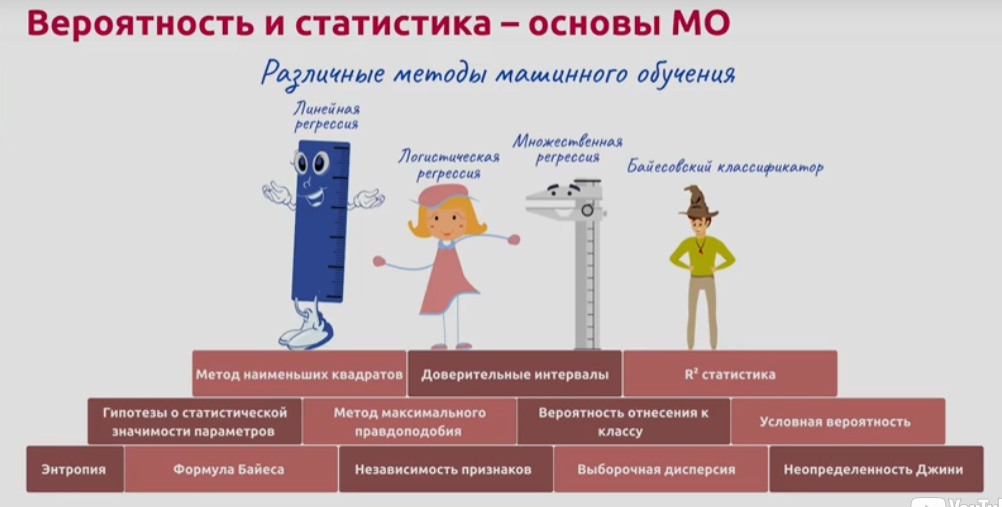 Вероятность и статистика – основы МО
Различные методы машинного обучения
Линейная
регрессия
Логистическая
регрессия
Множественная
регрессия
Байесовский классификатор
Метод наименьших квадратов
Доверительные интервалы
R² статистика
Гипотезы о статистической
значимости параметров
Метод максимального
правдоподобия
Вероятность отнесения к
классу
Условная вероятность
Энтропия
Формула Байеса
Независимость признаков
Выборочная дисперсия
Неопределенность Джини